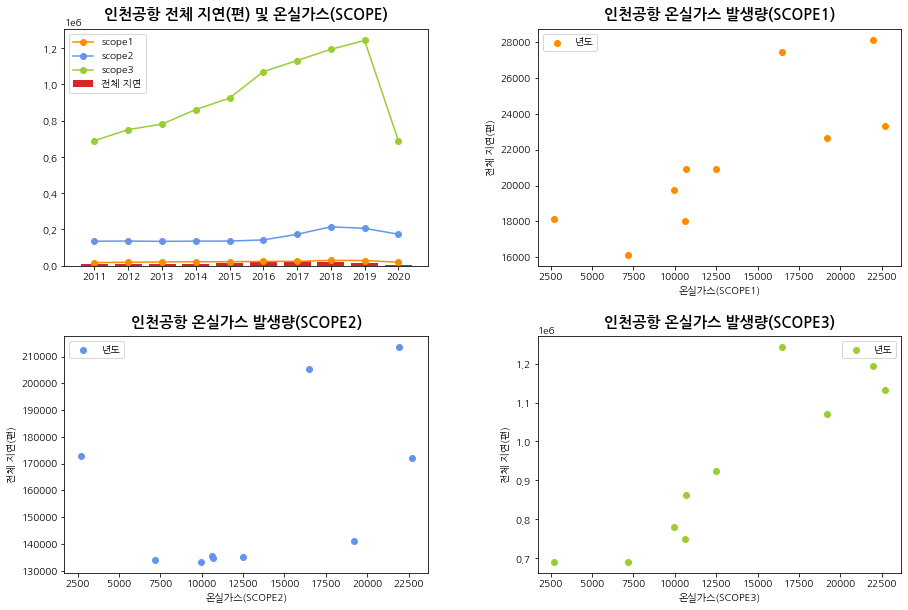 인천공항 전체 지연(편) 및 온실가스(SCOPE)
1e6
1.2
1.0
0.8
0.6
0.4
0.2
0.0
scope1
scope2
scope3
전체 지연
2011 2012 2013 2014 2015 2016 2017 2018 2019 2020
인천공항 온실가스 발생량(SCOPE1)
년도
전체 지연(편)
28000
26000
24000
22000
20000
18000
16000
2500 5000 7500 10000 12500 15000 17500 20000 22500
온실가스(SCOPE1)
인천공항 온실가스 발생량(SCOPE2)
년도
전체 지연(편)
210000
200000
190000
180000
170000
160000
150000
140000
130000
2500 5000 7500 10000 12500 15000 17500 20000 22500
온실가스(SCOPE2)
인천공항 온실가스 발생량(SCOPE3)
1e6
년도
전체 지연(편)
1.2
1.1
1.0
0.9
0.8
0.7
2500 5000 7500 10000 12500 15000 17500 20000 22500
온실가스(SCOPE3)